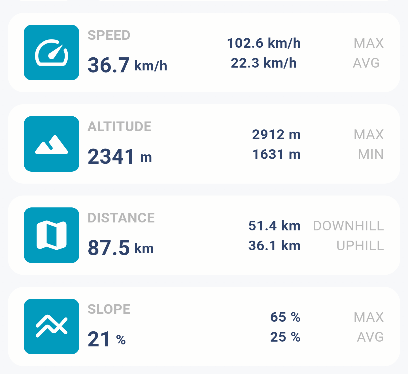 SPEED
36.7 km/h
102.6 km/h MAX
22.3 km/h AVG
ALTITUDE
2341 m
2912 m MAX
1631 m MIN
DISTANCE
87.5 km
51.4 km DOWNHILL
36.1 km UPHILL
SLOPE
21 %
65 % MAX
25 % AVG